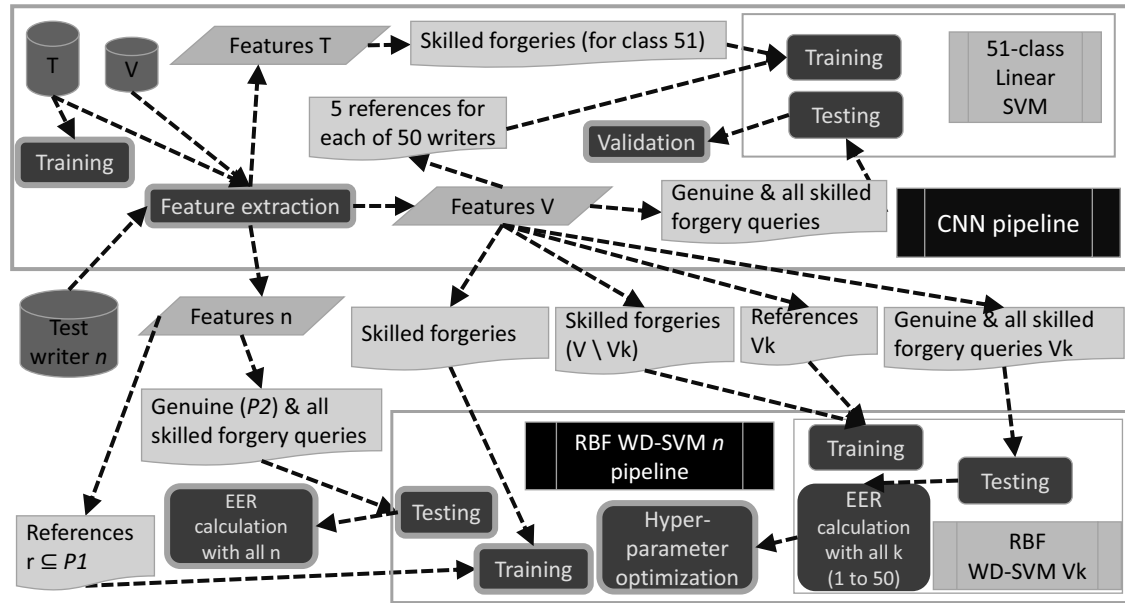 T
V
Features T
Skilled forgeries (for class 51)
Training
51-class
Linear
SVM
5 references for
each of 50 writers
Testing
Validation
Training
Feature extraction
Features V
Genuine & all skilled
forgery queries
CNN pipeline
Test
writer n
Features n
Skilled forgeries
Skilled forgeries
(V \ Vk)
References
Vk
Genuine & all skilled
forgery queries Vk
Genuine (P2) & all
skilled forgery queries
RBF WD-SVM n
pipeline
Training
Testing
EER
calculation
with all n
Testing
Hyper-
parameter
optimization
EER
calculation
with all k
(1 to 50)
RBF
WD-SVM Vk
References
r ⊆ P1
Training